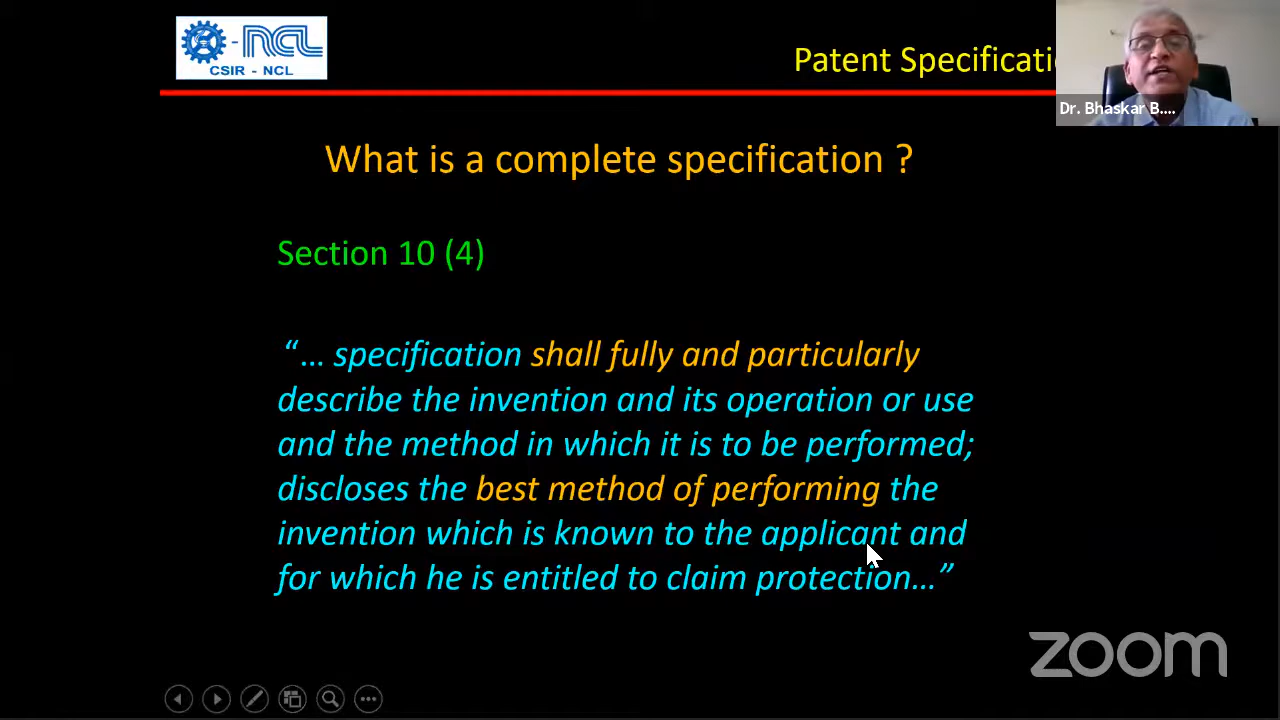 NCL
CSIR - NCL
Patent Specificati
Dr. Bhaskar B....
What is a complete specification ?
Section 10 (4)
“… specification shall fully and particularly
describe the invention and its operation or use
and the method in which it is to be performed;
discloses the best method of performing the
invention which is known to the applicant and
for which he is entitled to claim protection…”
zoom